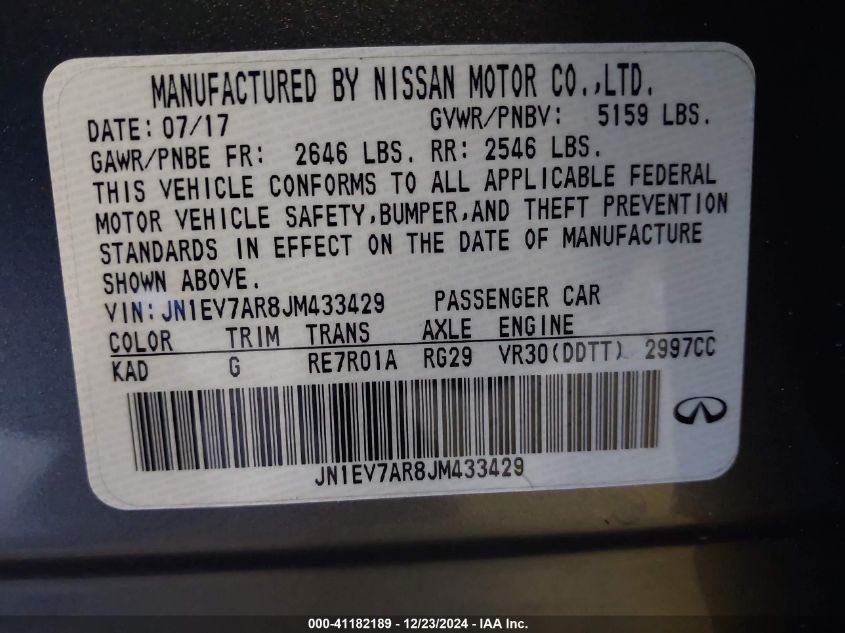 MANUFACTURED BY NISSAN MOTOR CO.,LTD.
DATE: 07/17 GVWR/PNBV: 5159 LBS.
GAWR/PNBE FR: 2646 LBS. RR: 2546 LBS.
THIS VEHICLE CONFORMS TO ALL APPLICABLE FEDERAL
MOTOR VEHICLE SAFETY,BUMPER,AND THEFT PREVENTION
STANDARDS IN EFFECT ON THE DATE OF MANUFACTURE
SHOWN ABOVE.
VIN:JN1EV7AR8JM433429 PASSENGER CAR
COLOR TRIM TRANS AXLE ENGINE
KAD G RE7R01A RG29 VR30(DDTT) 2997CC
JN1EV7AR8JM433429
000-41182189 - 12/23/2024 - IAA Inc.